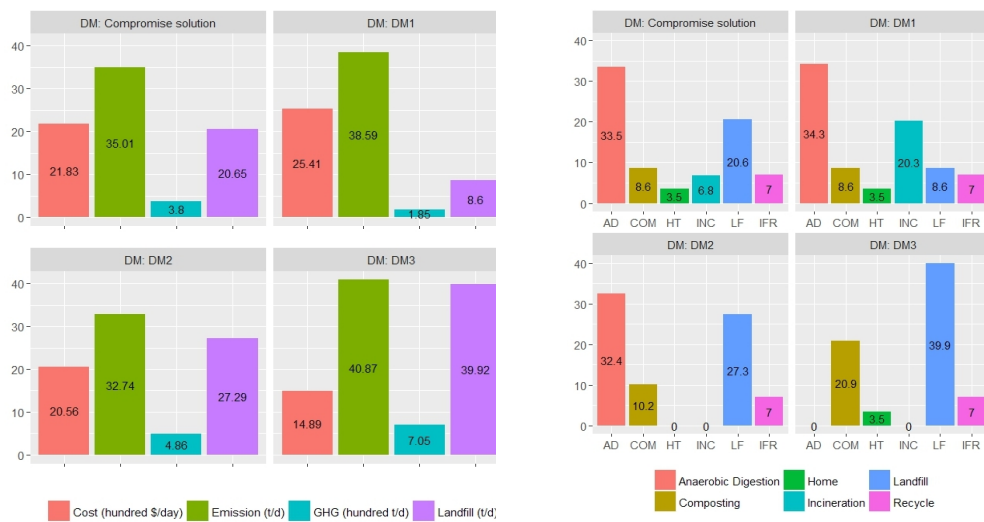 DM: Compromise solution
DM: DM1
40
30
20
10
0
21.83
35.01
3.8
20.65
25.41
38.59
1.85
8.6
DM: DM2
DM: DM3
40
30
20
10
0
20.56
32.74
4.86
27.29
14.89
40.87
7.05
39.92
Cost (hundred $/day)
Emission (t/d)
GHG (hundred t/d)
Landfill (t/d)
DM: Compromise solution
DM: DM1
40
30
20
10
0
33.5
8.6
3.5
6.8
20.6
7
34.3
8.6
3.5
20.3
8.6
7
AD COM HT INC LF IFR
AD COM HT INC LF IFR
DM: DM2
DM: DM3
40
30
20
10
0
32.4
10.2
0
0
27.3
7
0
20.9
3.5
0
39.9
7
AD COM HT INC LF IFR
AD COM HT INC LF IFR
Anaerobic Digestion
Home
Landfill
Composting
Incineration
Recycle